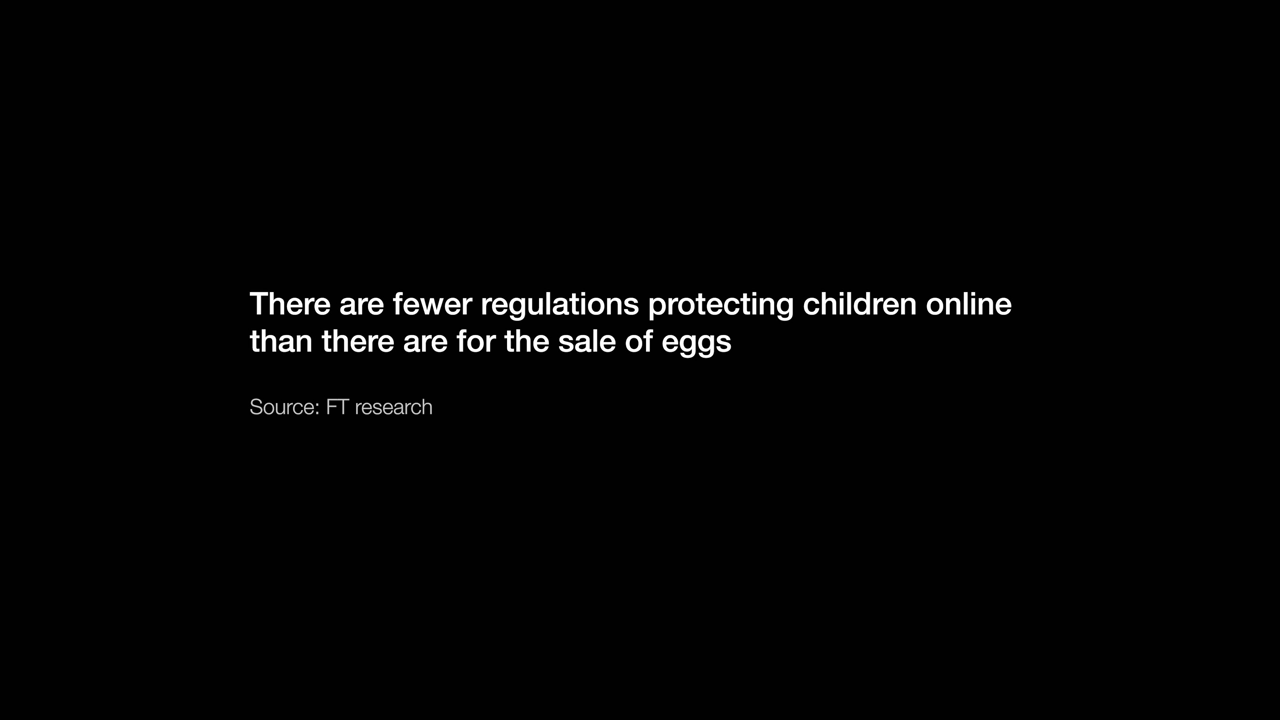 There are fewer regulations protecting children online
than there are for the sale of eggs
Source: FT research